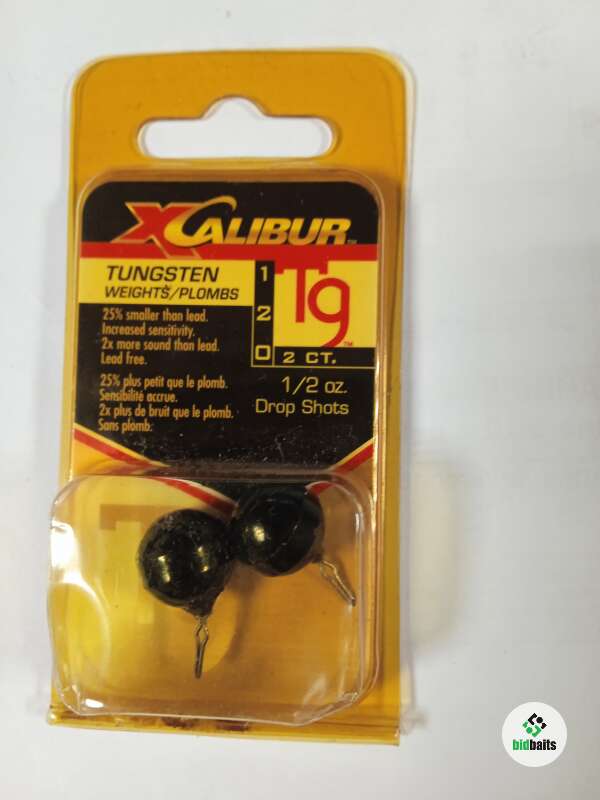 XCALIBUR™
TUNGSTEN
WEIGHTS/PLOMBS
25% smaller than lead.
Increased sensitivity.
2x more sound than lead.
Lead free.
25% plus petit que le plomb.
Sensibilité accrue.
2x plus de bruit que le plomb.
Sans plomb.
1
2
0
Tg™
2 CT.
1/2 oz.
Drop Shots
bidbaits